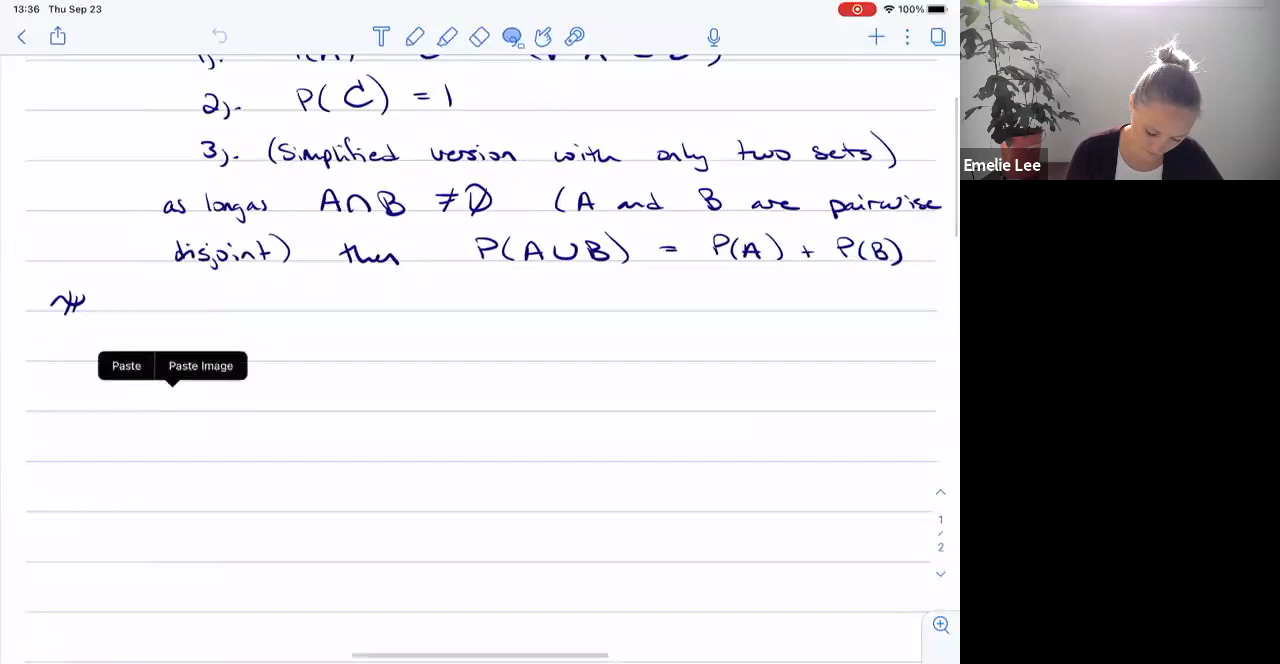 13:36 Thu Sep 23
100%
2). P( C ) = 1
3). (Simplified version with only two sets)
as long as A∩B ≠ ∅ (A and B are pairwise
disjoint) then P(A∪B) = P(A) + P(B)
Paste Paste Image
1
/
2
Emelie Lee